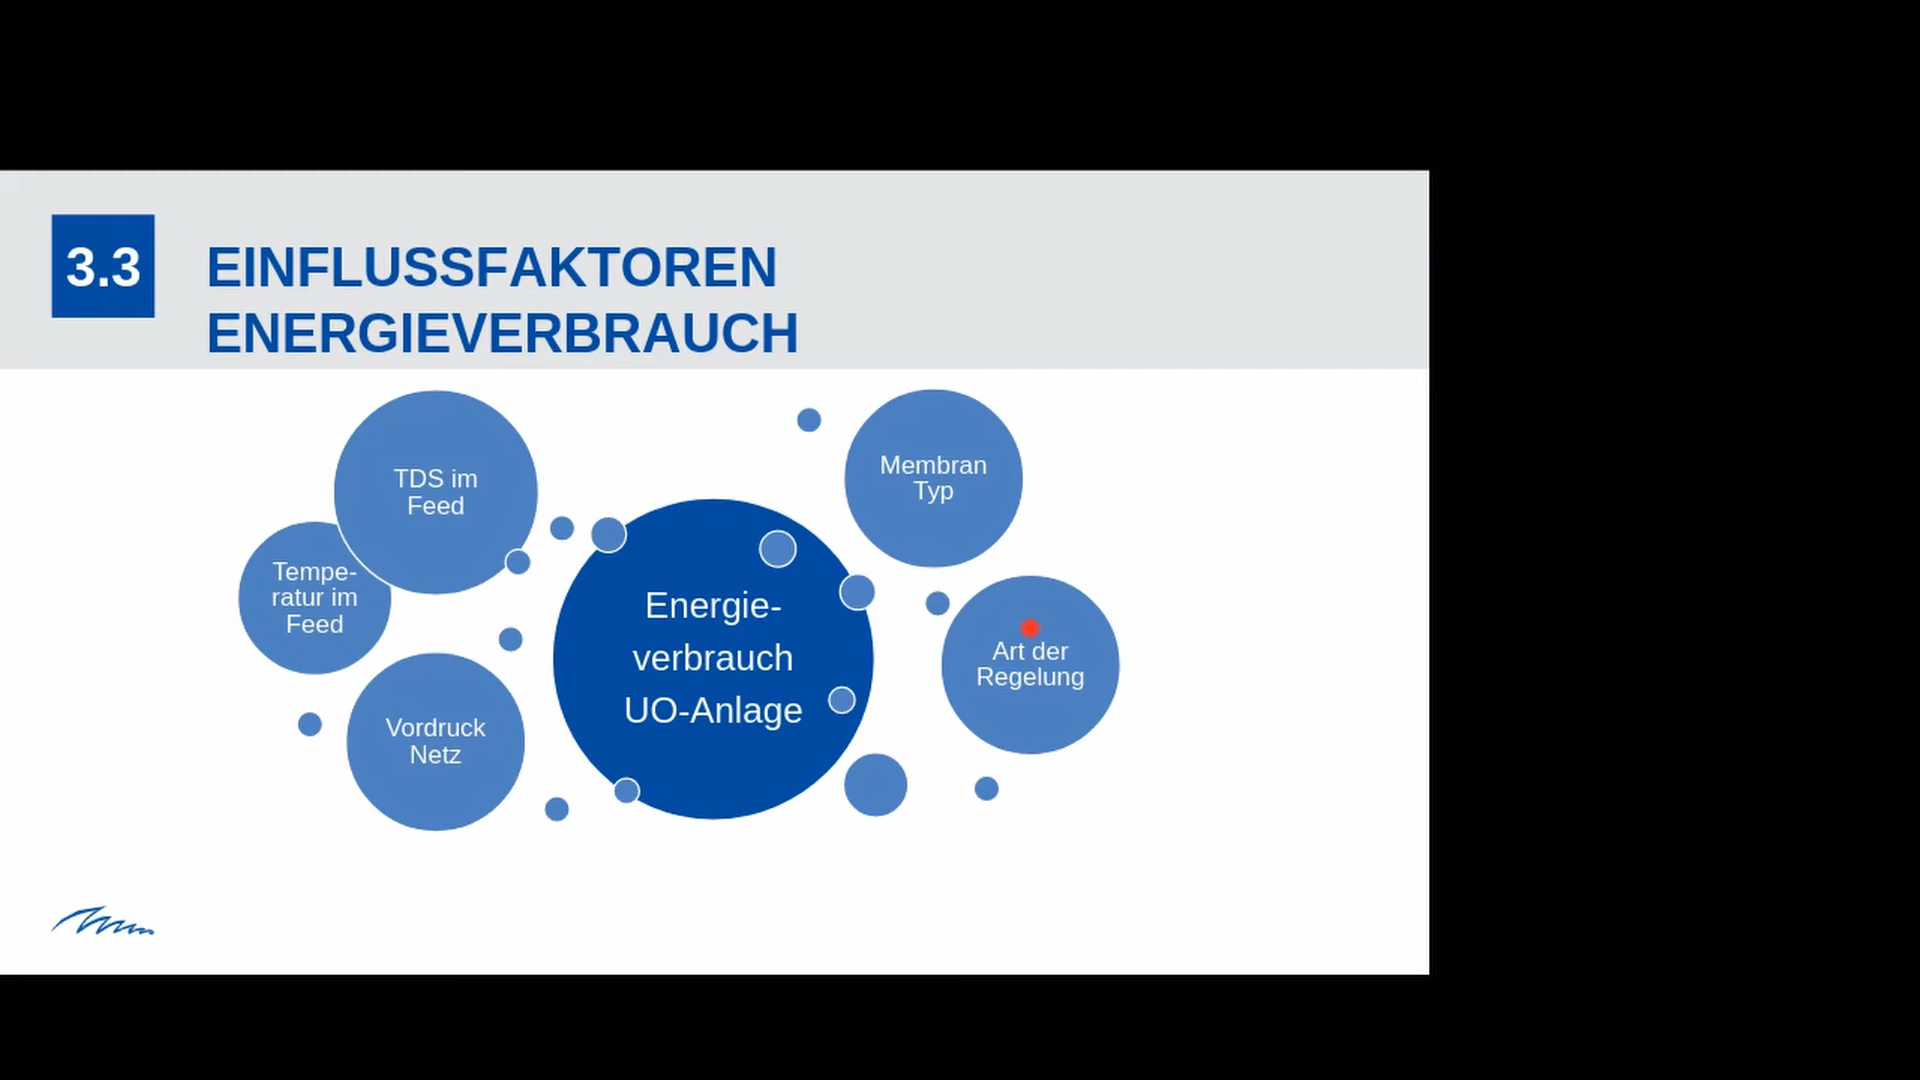 3.3
EINFLUSSFAKTOREN
ENERGIEVERBRAUCH
TDS im
Feed
Tempe-
ratur im
Feed
Vordruck
Netz
Energie-
verbrauch
UO-Anlage
Membran
Typ
Art der
Regelung